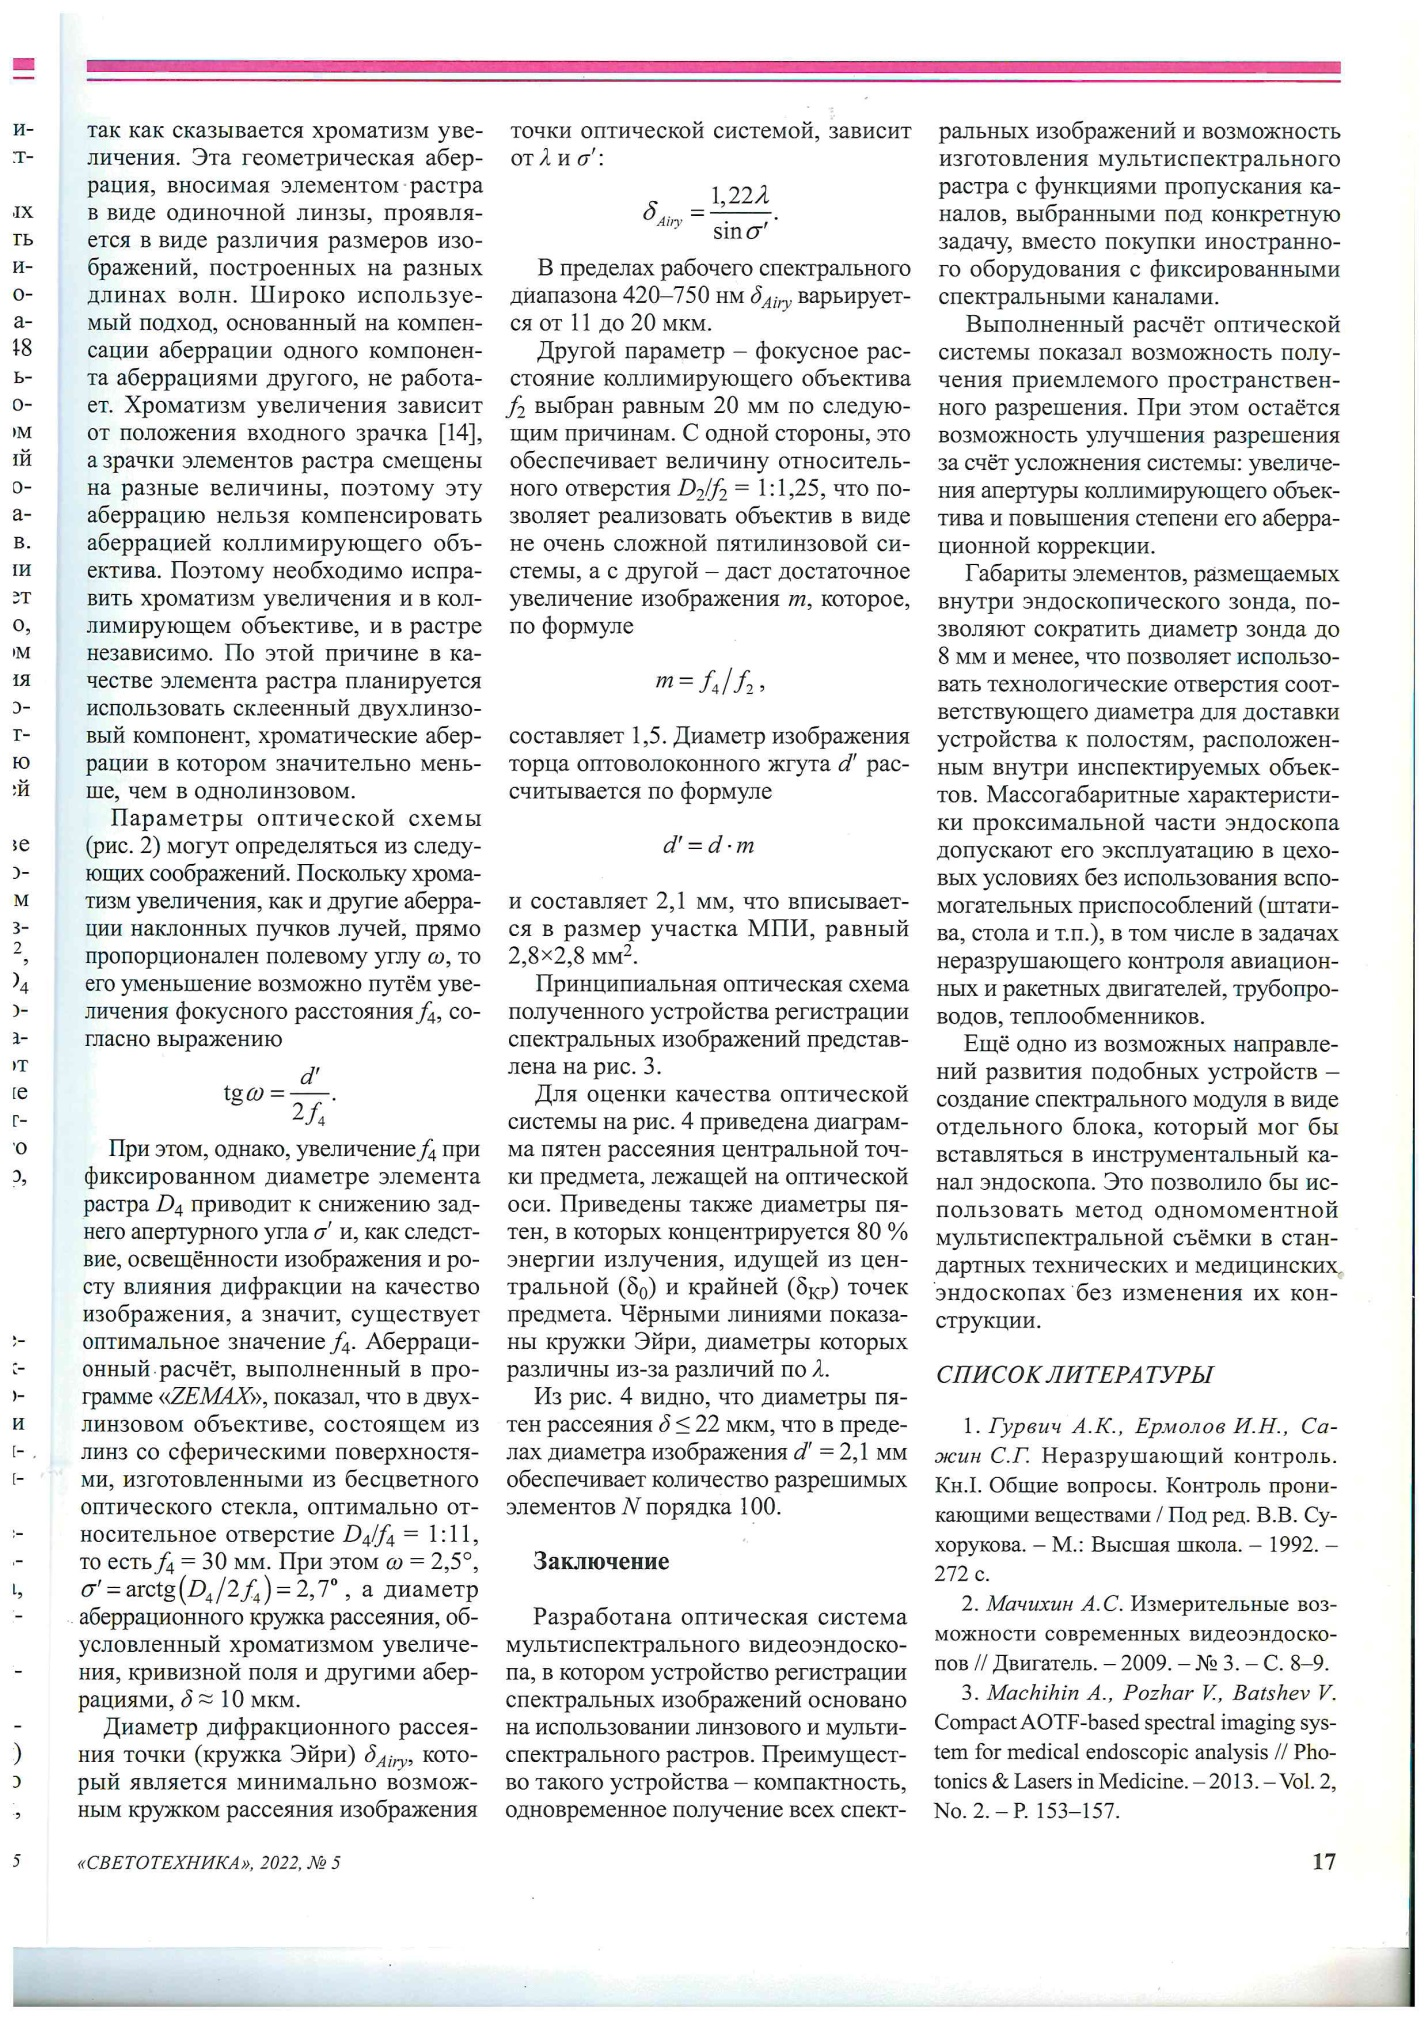 так как сказывается хроматизм уве-
личения. Эта геометрическая абер-
рация, вносимая элементом растра
в виде одиночной линзы, проявля-
ется в виде различия размеров изо-
бражений, построенных на разных
длинах волн. Широко используе-
мый подход, основанный на компен-
сации аберрации одного компонен-
та аберрациями другого, не работа-
ет. Хроматизм увеличения зависит
от положения входного зрачка [14],
а зрачки элементов растра смещены
на разные величины, поэтому эту
аберрацию нельзя компенсировать
аберрацией коллимирующего объ-
ектива. Поэтому необходимо испра-
вить хроматизм увеличения и в кол-
лимирующем объективе, и в растре
независимо. По этой причине в ка-
честве элемента растра планируется
использовать склеенный двухлинзо-
вый компонент, хроматические абер-
рации в котором значительно мень-
ше, чем в однолинзовом.
Параметры оптической схемы
(рис. 2) могут определяться из следу-
ющих соображений. Поскольку хрома-
тизм увеличения, как и другие аберра-
ции наклонных пучков лучей, прямо
пропорционален полевому углу ω, то
его уменьшение возможно путём уве-
личения фокусного расстояния f₄, со-
гласно выражению
tgω = d′ / 2f₄.
При этом, однако, увеличение f₄ при
фиксированном диаметре элемента
растра D₄ приводит к снижению зад-
него апертурного угла σ′ и, как следст-
вие, освещённости изображения и ро-
сту влияния дифракции на качество
изображения, а значит, существует
оптимальное значение f₄. Аберраци-
онный расчёт, выполненный в про-
грамме «ZEMAX», показал, что в двух-
линзовом объективе, состоящем из
линз со сферическими поверхностя-
ми, изготовленными из бесцветного
оптического стекла, оптимально от-
носительное отверстие D₄/f₄ = 1:11,
то есть f₄ = 30 мм. При этом ω = 2,5°,
σ′ = arctg(D₄/2f₄) = 2,7°, а диаметр
аберрационного кружка рассеяния, об-
условленный хроматизмом увеличе-
ния, кривизной поля и другими абер-
рациями, δ ≈ 10 мкм.
Диаметр дифракционного рассея-
ния точки (кружка Эйри) δAiry, кото-
рый является минимально возмож-
ным кружком рассеяния изображения
точки оптической системой, зависит
от λ и σ′:
δAiry = 1,22λ / sinσ′.
В пределах рабочего спектрального
диапазона 420–750 нм δAiry варьирует-
ся от 11 до 20 мкм.
Другой параметр – фокусное рас-
стояние коллимирующего объектива
f₂ выбран равным 20 мм по следую-
щим причинам. С одной стороны, это
обеспечивает величину относитель-
ного отверстия D₂/f₂ = 1:1,25, что по-
зволяет реализовать объектив в виде
не очень сложной пятилинзовой си-
стемы, а с другой – даст достаточное
увеличение изображения m, которое,
по формуле
m = f₄/f₂,
составляет 1,5. Диаметр изображения
торца оптоволоконного жгута d′ рас-
считывается по формуле
d′ = d · m
и составляет 2,1 мм, что вписывает-
ся в размер участка МПИ, равный
2,8×2,8 мм².
Принципиальная оптическая схема
полученного устройства регистрации
спектральных изображений представ-
лена на рис. 3.
Для оценки качества оптической
системы на рис. 4 приведена диаграм-
ма пятен рассеяния центральной точ-
ки предмета, лежащей на оптической
оси. Приведены также диаметры пя-
тен, в которых концентрируется 80 %
энергии излучения, идущей из цен-
тральной (δ₀) и крайней (δКР) точек
предмета. Чёрными линиями показа-
ны кружки Эйри, диаметры которых
различны из-за различий по λ.
Из рис. 4 видно, что диаметры пя-
тен рассеяния δ ≤ 22 мкм, что в преде-
лах диаметра изображения d′ = 2,1 мм
обеспечивает количество разрешимых
элементов N порядка 100.
Заключение
Разработана оптическая система
мультиспектрального видеоэндоско-
па, в котором устройство регистрации
спектральных изображений основано
на использовании линзового и мульти-
спектрального растров. Преимущест-
во такого устройства – компактность,
одновременное получение всех спект-
ральных изображений и возможность
изготовления мультиспектрального
растра с функциями пропускания ка-
налов, выбранными под конкретную
задачу, вместо покупки иностранно-
го оборудования с фиксированными
спектральными каналами.
Выполненный расчёт оптической
системы показал возможность полу-
чения приемлемого пространствен-
ного разрешения. При этом остаётся
возможность улучшения разрешения
за счёт усложнения системы: увеличе-
ния апертуры коллимирующего объек-
тива и повышения степени его аберра-
ционной коррекции.
Габариты элементов, размещаемых
внутри эндоскопического зонда, по-
зволяют сократить диаметр зонда до
8 мм и менее, что позволяет использо-
вать технологические отверстия соот-
ветствующего диаметра для доставки
устройства к полостям, расположен-
ным внутри инспектируемых объек-
тов. Массогабаритные характеристи-
ки проксимальной части эндоскопа
допускают его эксплуатацию в цехо-
вых условиях без использования вспо-
могательных приспособлений (штати-
ва, стола и т.п.), в том числе в задачах
неразрушающего контроля авиацион-
ных и ракетных двигателей, трубопро-
водов, теплообменников.
Ещё одно из возможных направле-
ний развития подобных устройств –
создание спектрального модуля в виде
отдельного блока, который мог бы
вставляться в инструментальный ка-
нал эндоскопа. Это позволило бы ис-
пользовать метод одномоментной
мультиспектральной съёмки в стан-
дартных технических и медицинских
эндоскопах без изменения их кон-
струкции.
СПИСОК ЛИТЕРАТУРЫ
1. Гурвич А.К., Ермолов И.Н., Са-
жин С.Г. Неразрушающий контроль.
Кн.I. Общие вопросы. Контроль прони-
кающими веществами / Под ред. В.В. Су-
хорукова. – М.: Высшая школа. – 1992. –
272 с.
2. Мачихин А.С. Измерительные воз-
можности современных видеоэндоско-
пов // Двигатель. – 2009. – № 3. – С. 8–9.
3. Machihin A., Pozhar V., Batshev V.
Compact AOTF-based spectral imaging sys-
tem for medical endoscopic analysis // Pho-
tonics & Lasers in Medicine. – 2013. – Vol. 2,
No. 2. – P. 153–157.
«СВЕТОТЕХНИКА», 2022, № 5
17